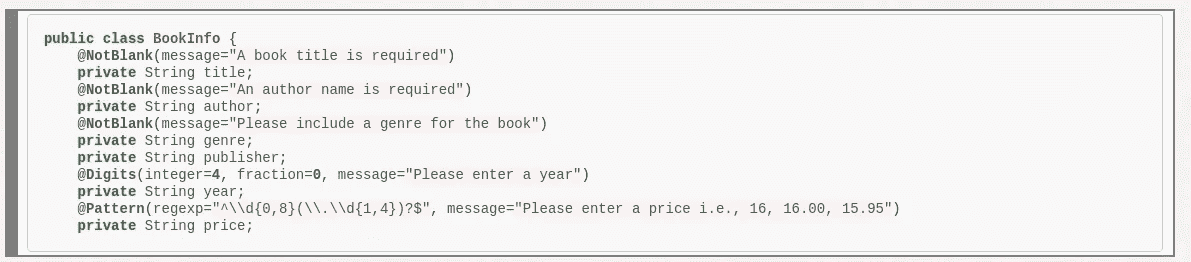 public class BookInfo {
    @NotBlank(message="A book title is required")
    private String title;
    @NotBlank(message="An author name is required")
    private String author;
    @NotBlank(message="Please include a genre for the book")
    private String genre;
    private String publisher;
    @Digits(integer=4, fraction=0, message="Please enter a year")
    private String year;
    @Pattern(regexp="^\\d{0,8}(\\.\\d{1,4})?$", message="Please enter a price i.e., 16, 16.00, 15.95")
    private String price;